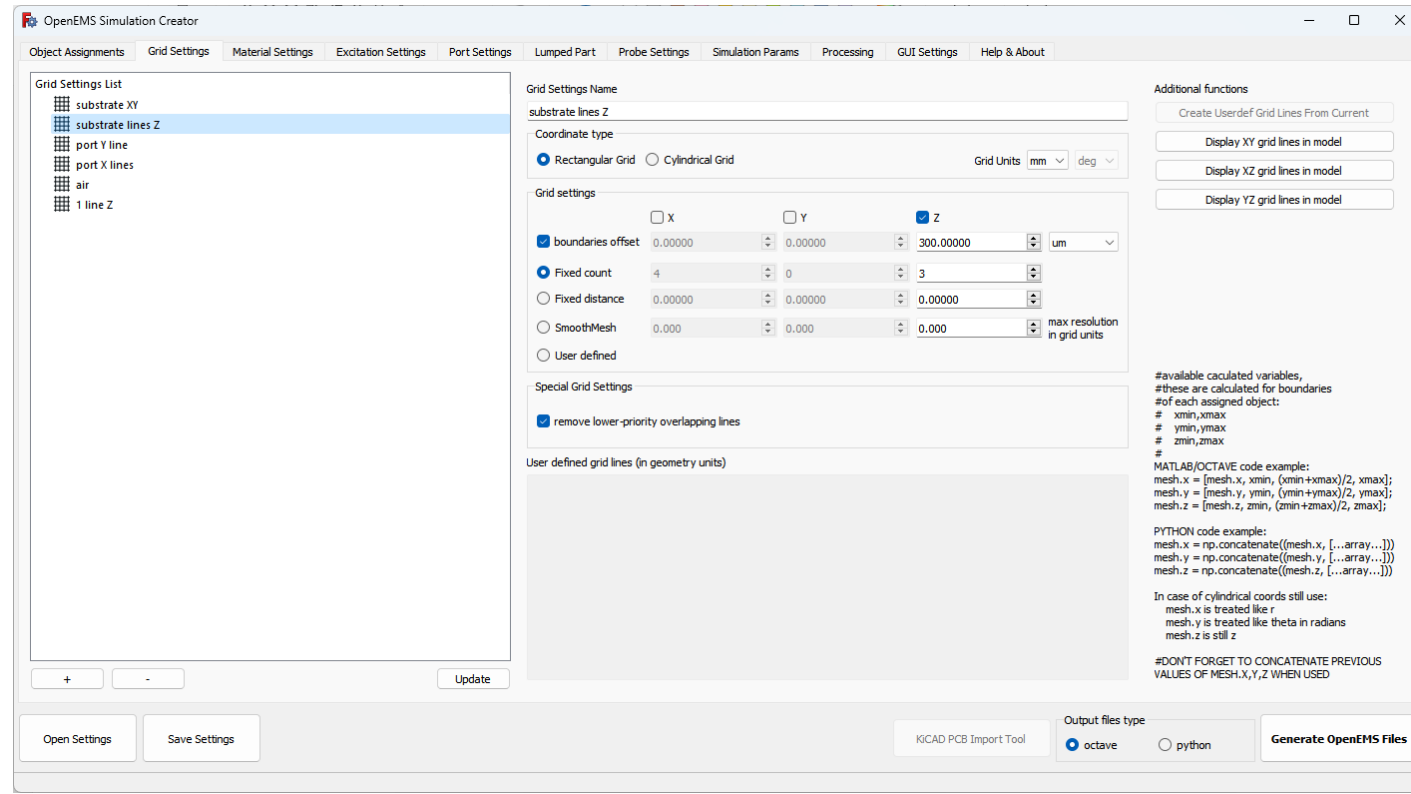 OpenEMS Simulation Creator
Object Assignments Grid Settings Material Settings Excitation Settings Port Settings Lumped Part Probe Settings Simulation Params Processing GUI Settings Help & About
Grid Settings List
substrate XY
substrate lines Z
port Y line
port X lines
air
1 line Z
+ - Update
Grid Settings Name
substrate lines Z
Coordinate type
Rectangular Grid Cylindrical Grid Grid Units mm deg
Grid settings
X Y Z
boundaries offset 0.00000 0.00000 300.00000 um
Fixed count 4 0 3
Fixed distance 0.00000 0.00000 0.00000
SmoothMesh 0.000 0.000 0.000 max resolution
in grid units
User defined
Special Grid Settings
remove lower-priority overlapping lines
User defined grid lines (in geometry units)
Additional functions
Create Userdef Grid Lines From Current
Display XY grid lines in model
Display XZ grid lines in model
Display YZ grid lines in model
#available caculated variables,
#these are calculated for boundaries
#of each assigned object:
# xmin,xmax
# ymin,ymax
# zmin,zmax
#
MATLAB/OCTAVE code example:
mesh.x = [mesh.x, xmin, (xmin+xmax)/2, xmax];
mesh.y = [mesh.y, ymin, (ymin+ymax)/2, ymax];
mesh.z = [mesh.z, zmin, (zmin+zmax)/2, zmax];
PYTHON code example:
mesh.x = np.concatenate((mesh.x, [...array...]))
mesh.y = np.concatenate((mesh.y, [...array...]))
mesh.z = np.concatenate((mesh.z, [...array...]))
In case of cylindrical coords still use:
mesh.x is treated like r
mesh.y is treated like theta in radians
mesh.z is still z
#DON'T FORGET TO CONCATENATE PREVIOUS
VALUES OF MESH.X,Y,Z WHEN USED
Open Settings Save Settings KiCAD PCB Import Tool
Output files type
octave python
Generate OpenEMS Files